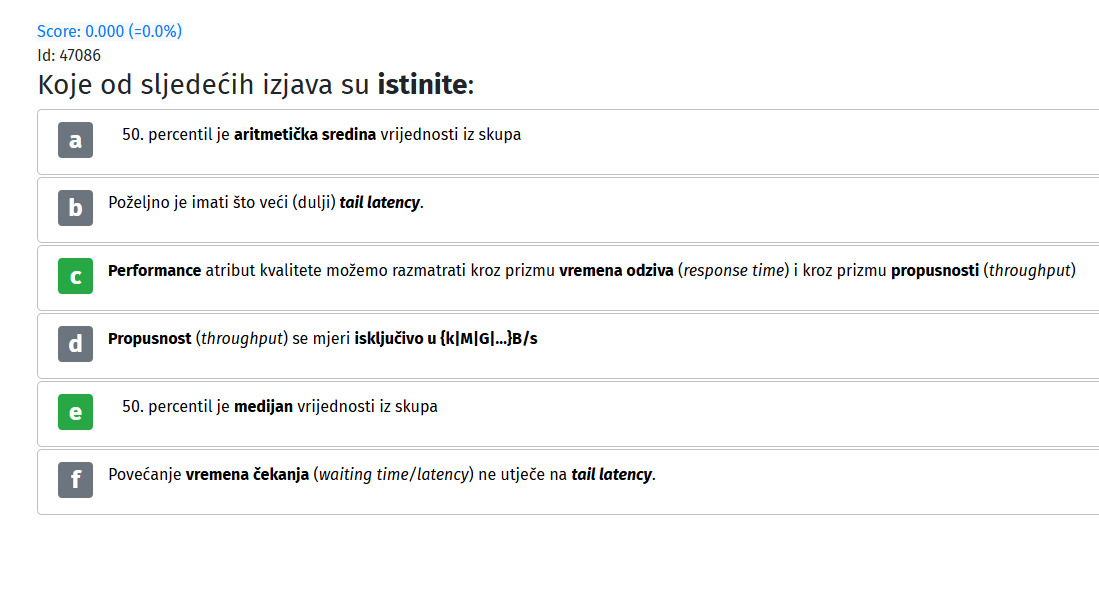 Score: 0.000 (=0.0%)
Id: 47086
Koje od sljedećih izjava su istinite:
a 50. percentil je aritmetička sredina vrijednosti iz skupa
b Poželjno je imati što veći (dulji) tail latency.
c Performance atribut kvalitete možemo razmatrati kroz prizmu vremena odziva (response time) i kroz prizmu propusnosti (throughput)
d Propusnost (throughput) se mjeri isključivo u {k|M|G|...}B/s
e 50. percentil je medijan vrijednosti iz skupa
f Povećanje vremena čekanja (waiting time/latency) ne utječe na tail latency.